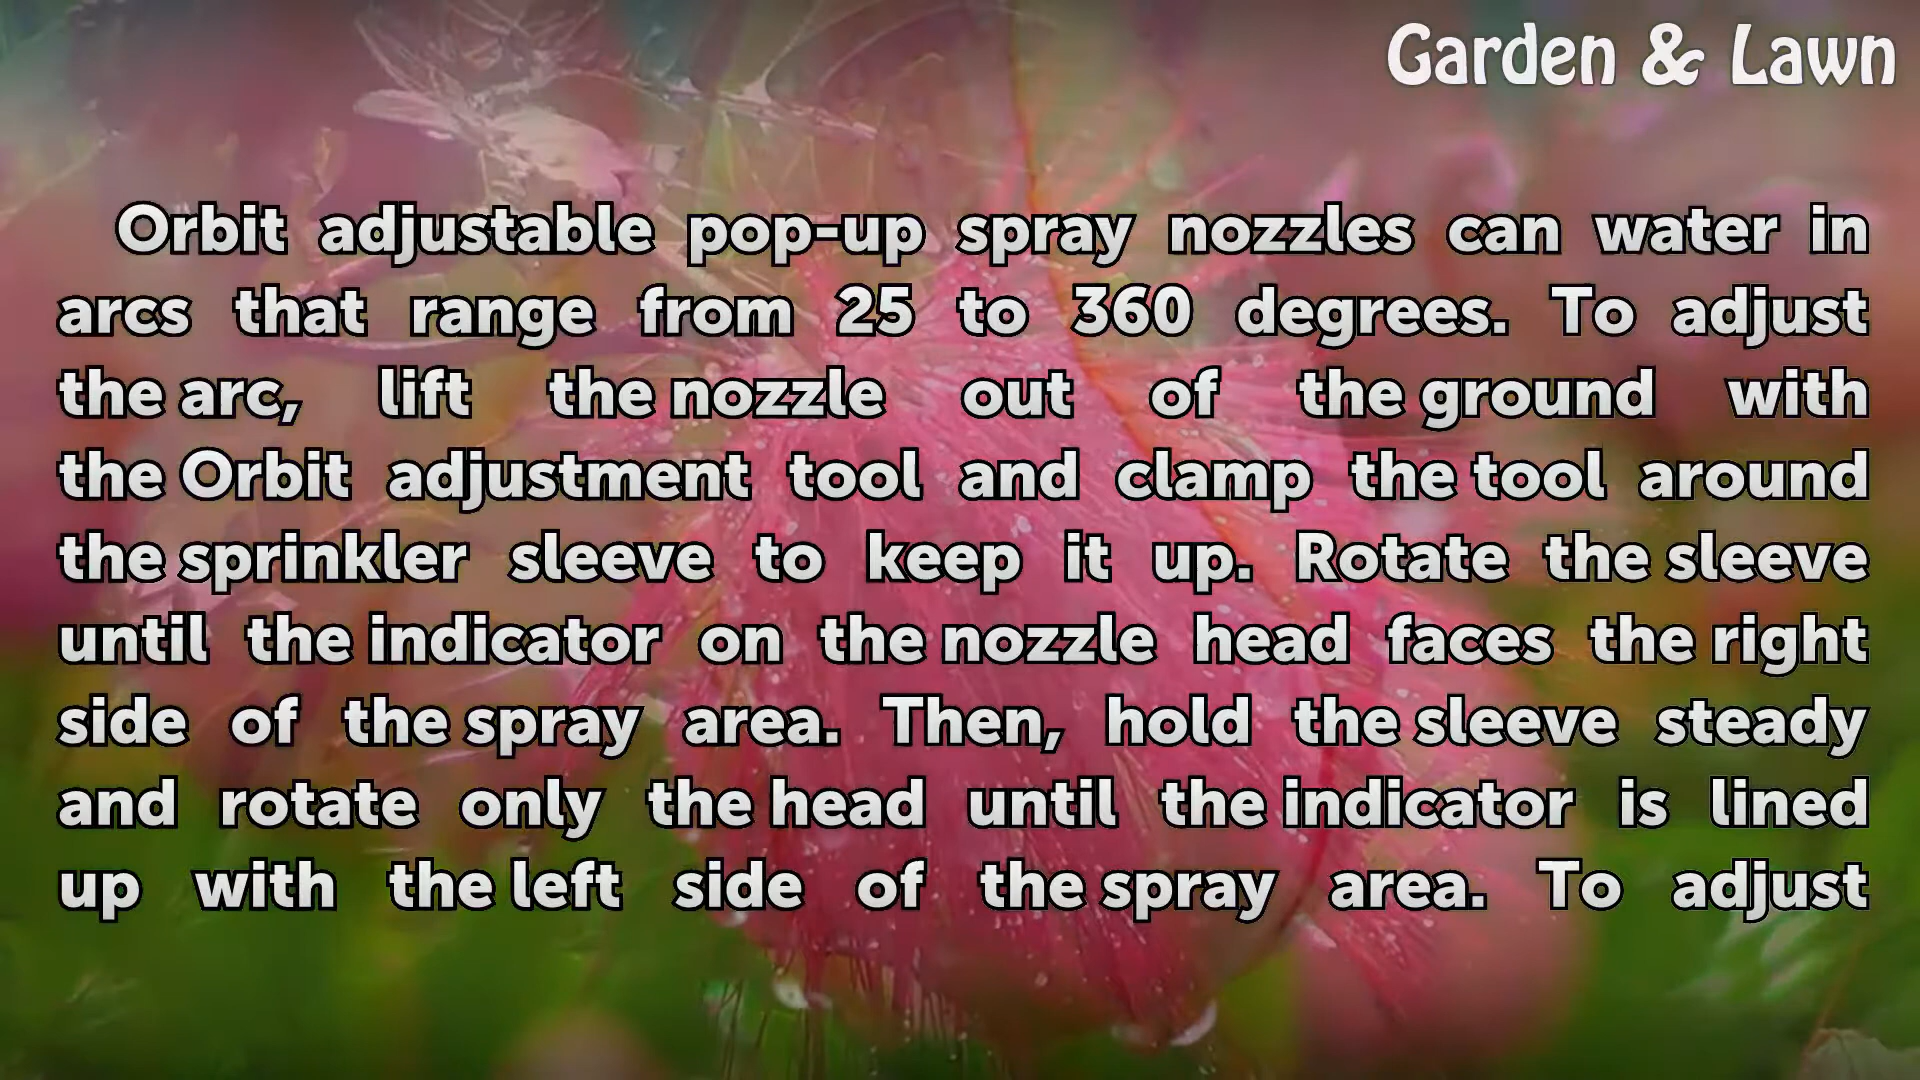 Garden & Lawn
Orbit adjustable pop-up spray nozzles can water in
arcs that range from 25 to 360 degrees. To adjust
the arc, lift the nozzle out of the ground with
the Orbit adjustment tool and clamp the tool around
the sprinkler sleeve to keep it up. Rotate the sleeve
until the indicator on the nozzle head faces the right
side of the spray area. Then, hold the sleeve steady
and rotate only the head until the indicator is lined
up with the left side of the spray area. To adjust